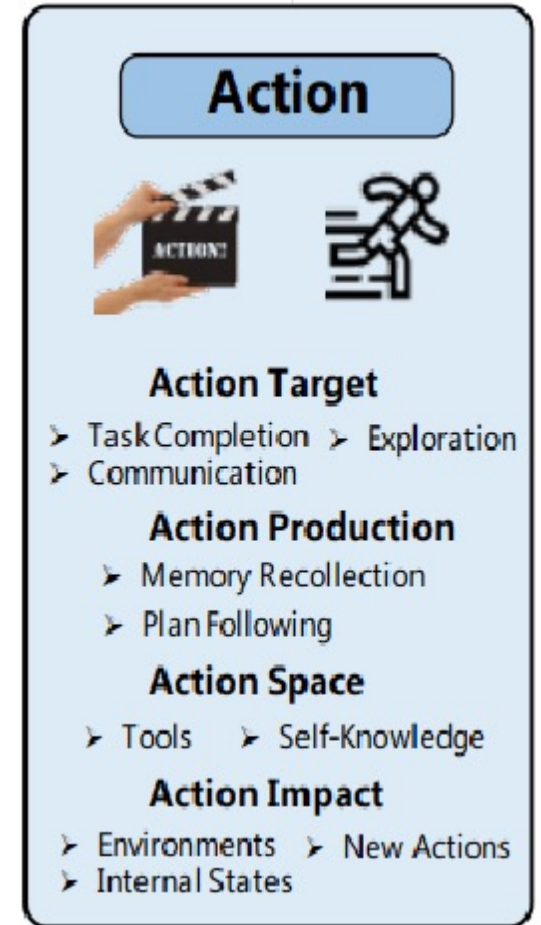 Action
ACTION!
Action Target
➢ Task Completion ➢ Exploration
➢ Communication
Action Production
➢ Memory Recollection
➢ Plan Following
Action Space
➢ Tools ➢ Self-Knowledge
Action Impact
➢ Environments ➢ New Actions
➢ Internal States